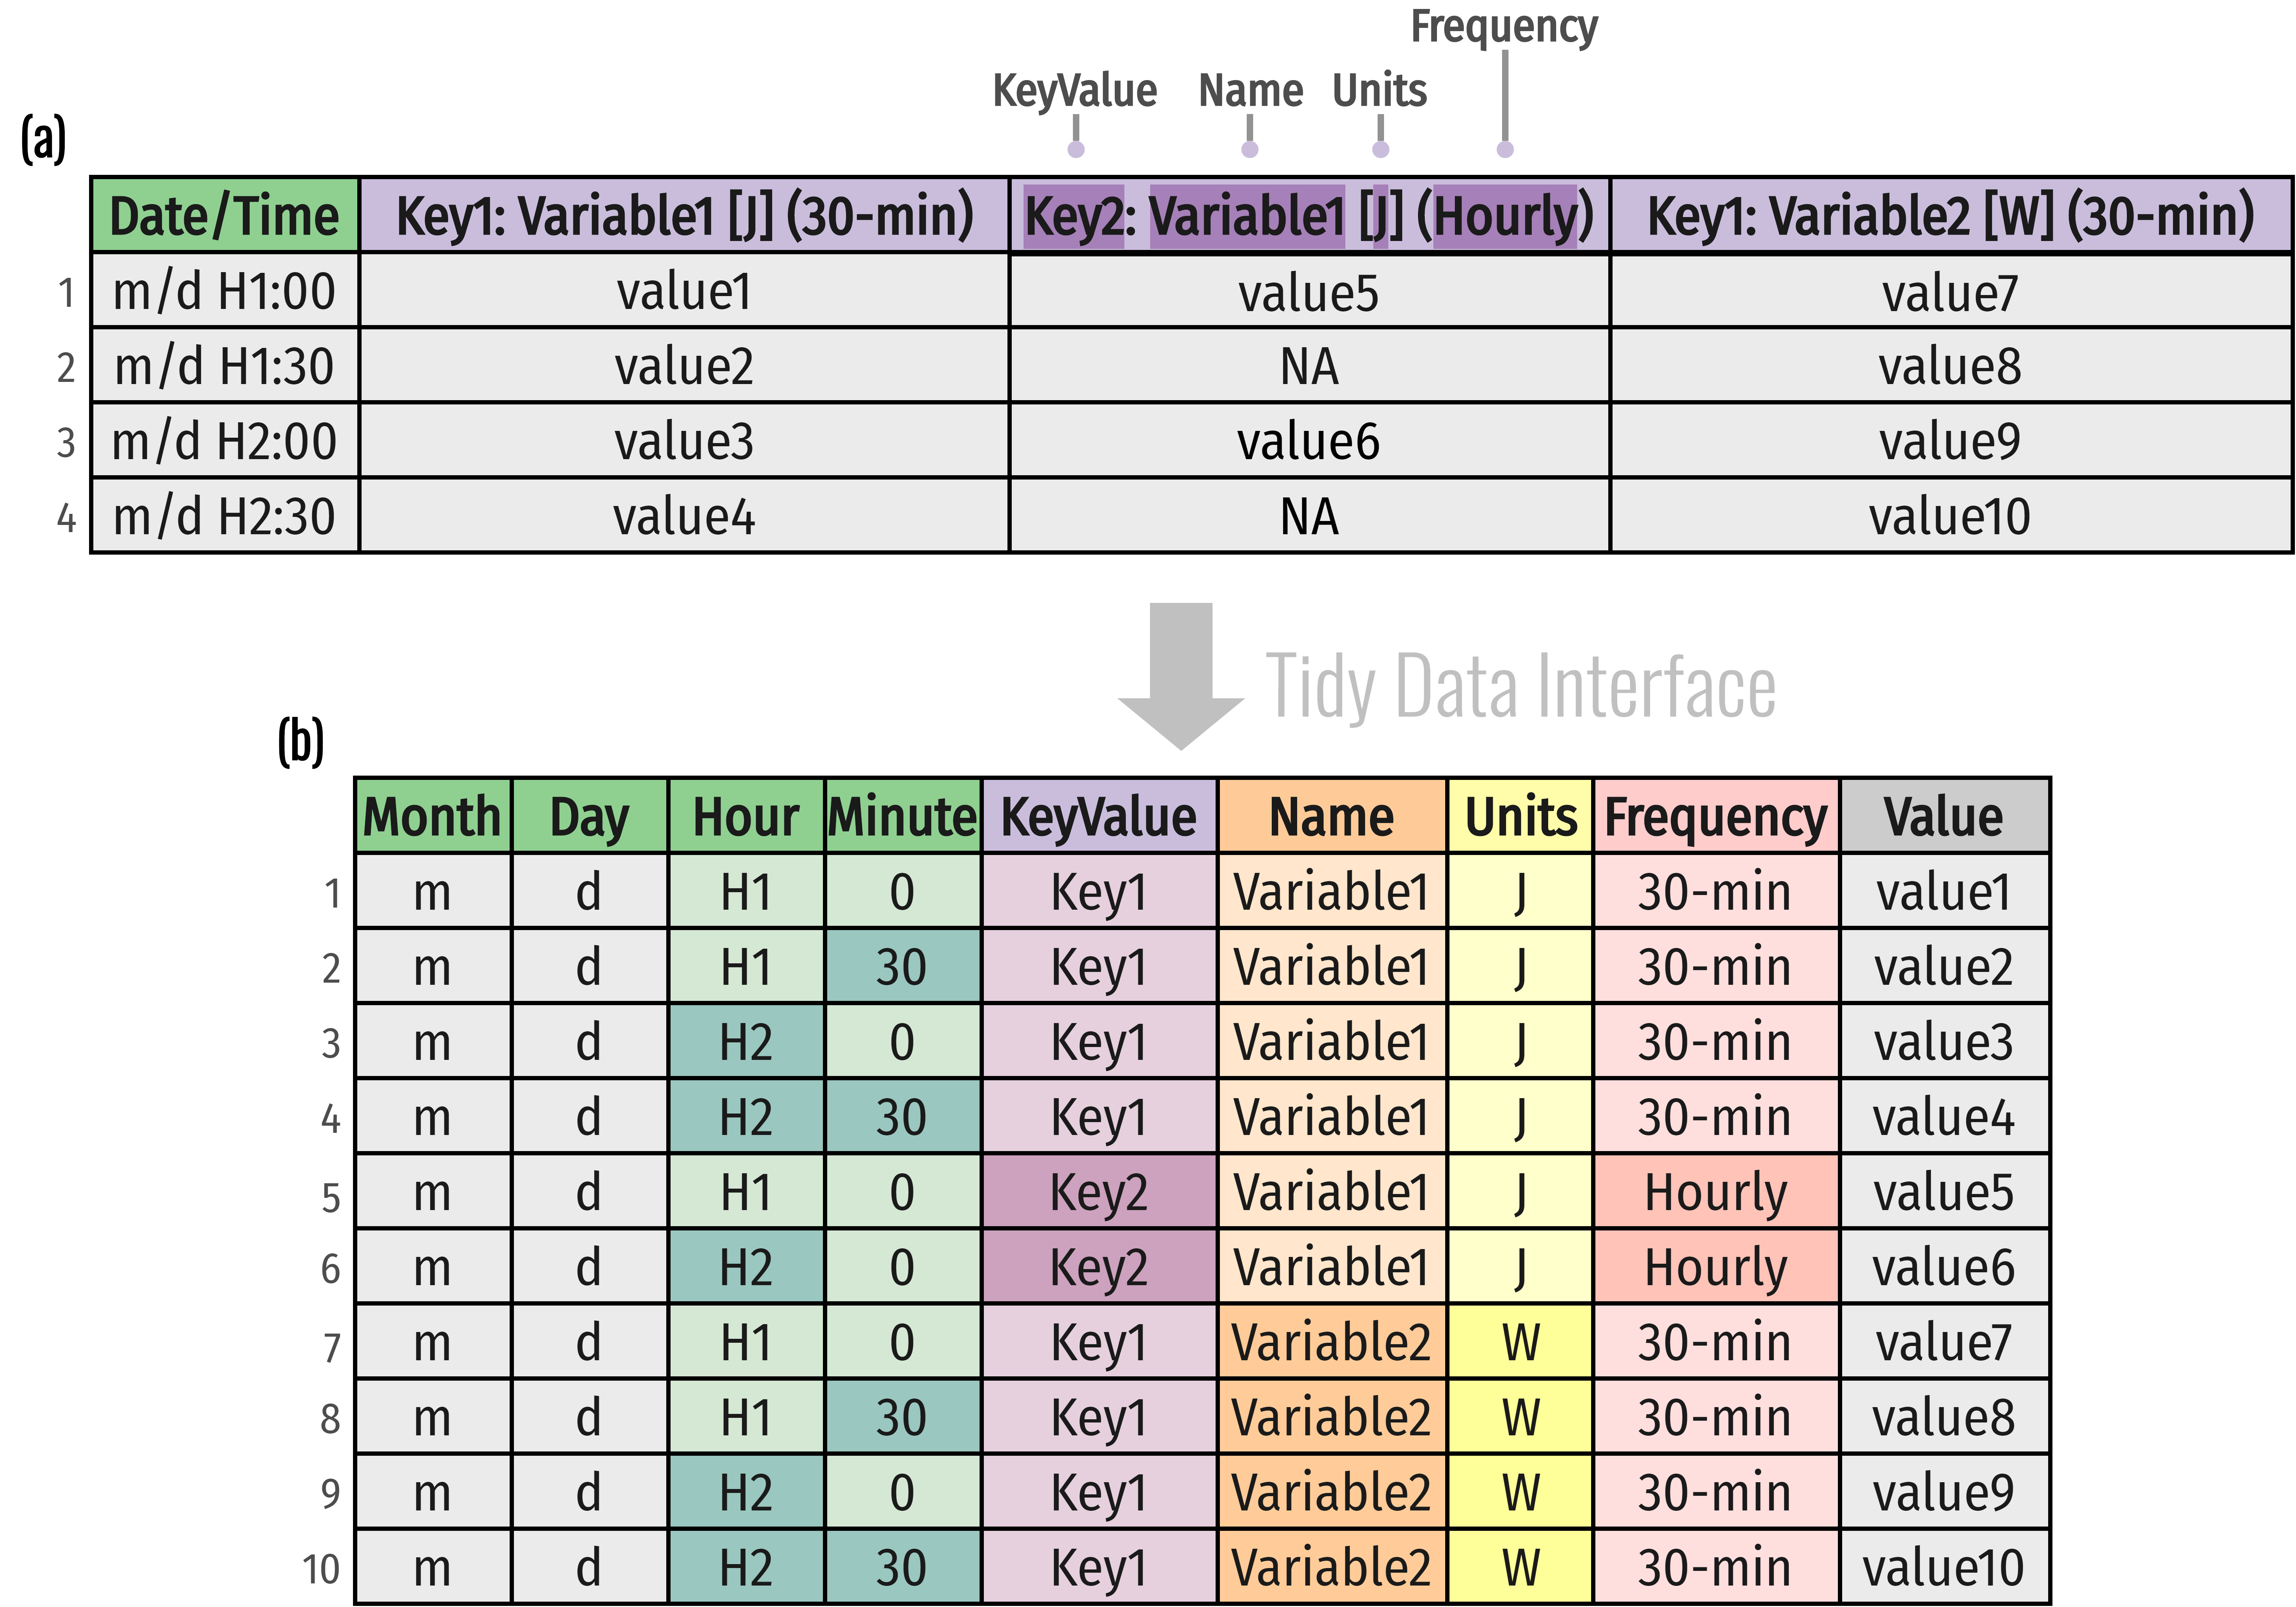 Frequency
KeyValue Name Units
(a)
Date/Time Key1: Variable1 [J] (30-min) Key2: Variable1 [J] (Hourly) Key1: Variable2 [W] (30-min)
1 m/d H1:00 value1 value5 value7
2 m/d H1:30 value2 NA value8
3 m/d H2:00 value3 value6 value9
4 m/d H2:30 value4 NA value10
Tidy Data Interface
(b)
Month Day Hour Minute KeyValue Name Units Frequency Value
1 m d H1 0 Key1 Variable1 J 30-min value1
2 m d H1 30 Key1 Variable1 J 30-min value2
3 m d H2 0 Key1 Variable1 J 30-min value3
4 m d H2 30 Key1 Variable1 J 30-min value4
5 m d H1 0 Key2 Variable1 J Hourly value5
6 m d H2 0 Key2 Variable1 J Hourly value6
7 m d H1 0 Key1 Variable2 W 30-min value7
8 m d H1 30 Key1 Variable2 W 30-min value8
9 m d H2 0 Key1 Variable2 W 30-min value9
10 m d H2 30 Key1 Variable2 W 30-min value10